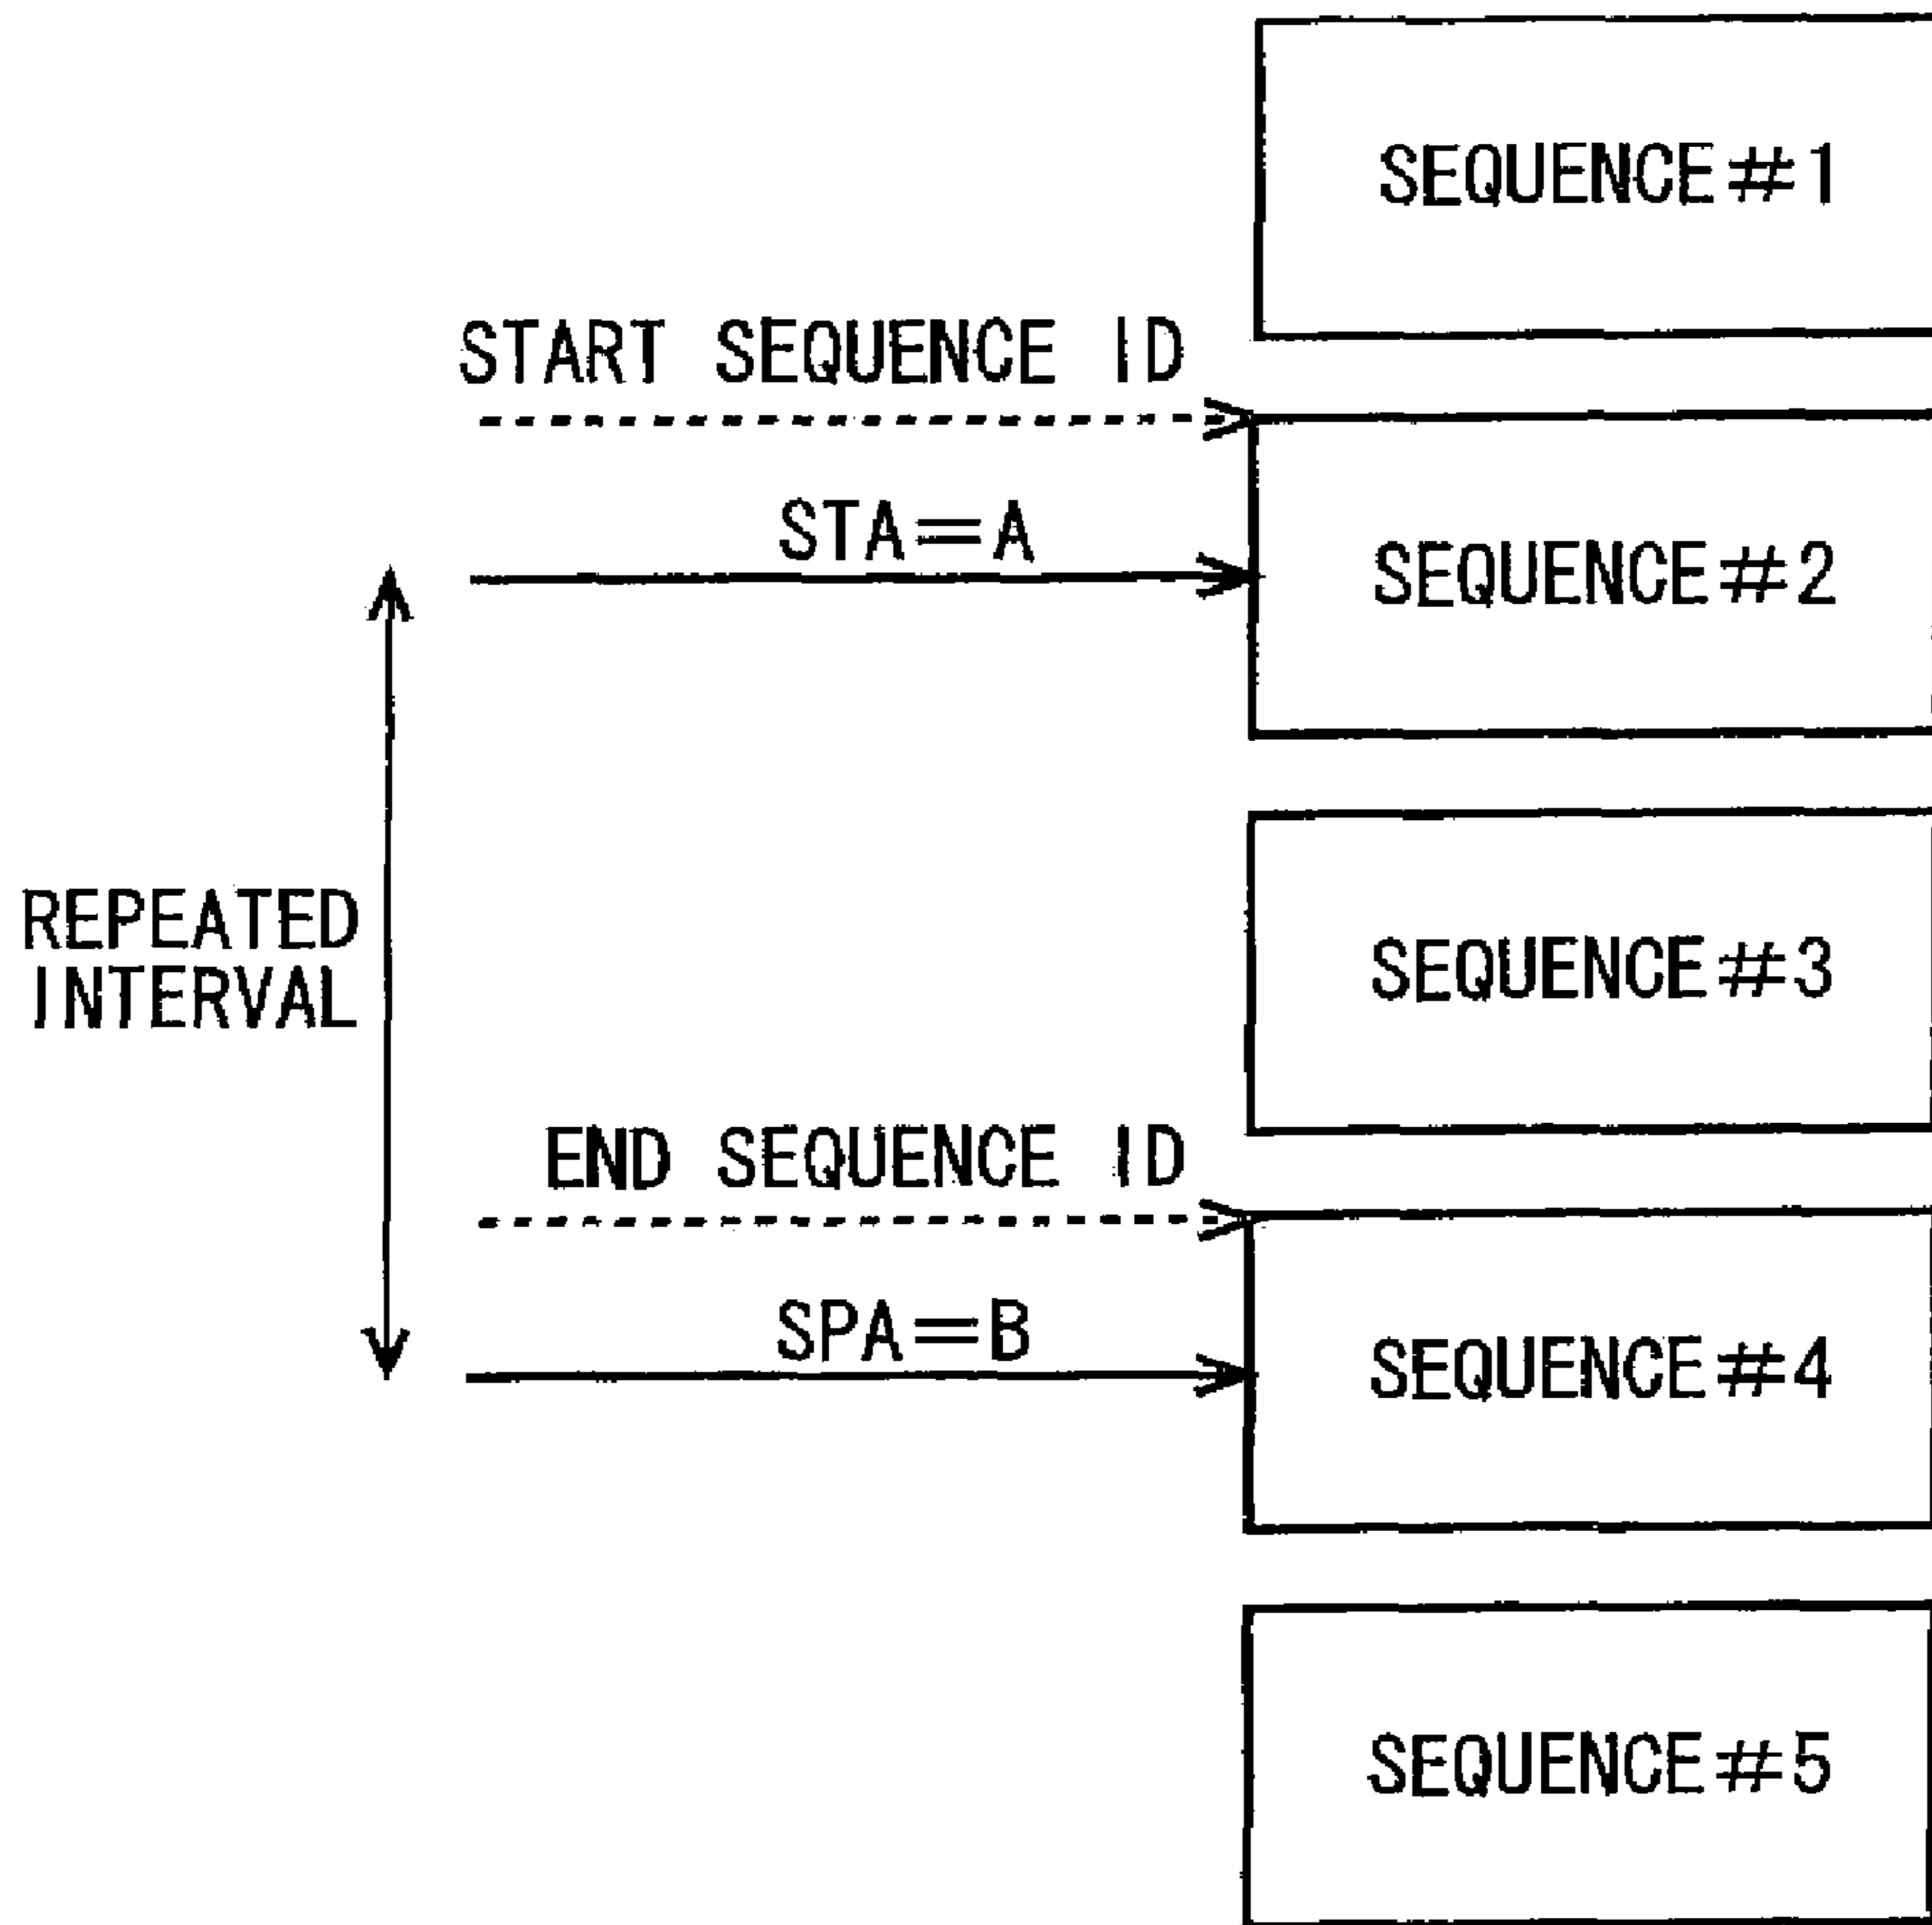 SEQUENCE#1
START SEQUENCE ID
STA=A
SEQUENCE#2
REPEATED
INTERVAL
SEQUENCE#3
END SEQUENCE ID
SPA=B
SEQUENCE#4
SEQUENCE#5